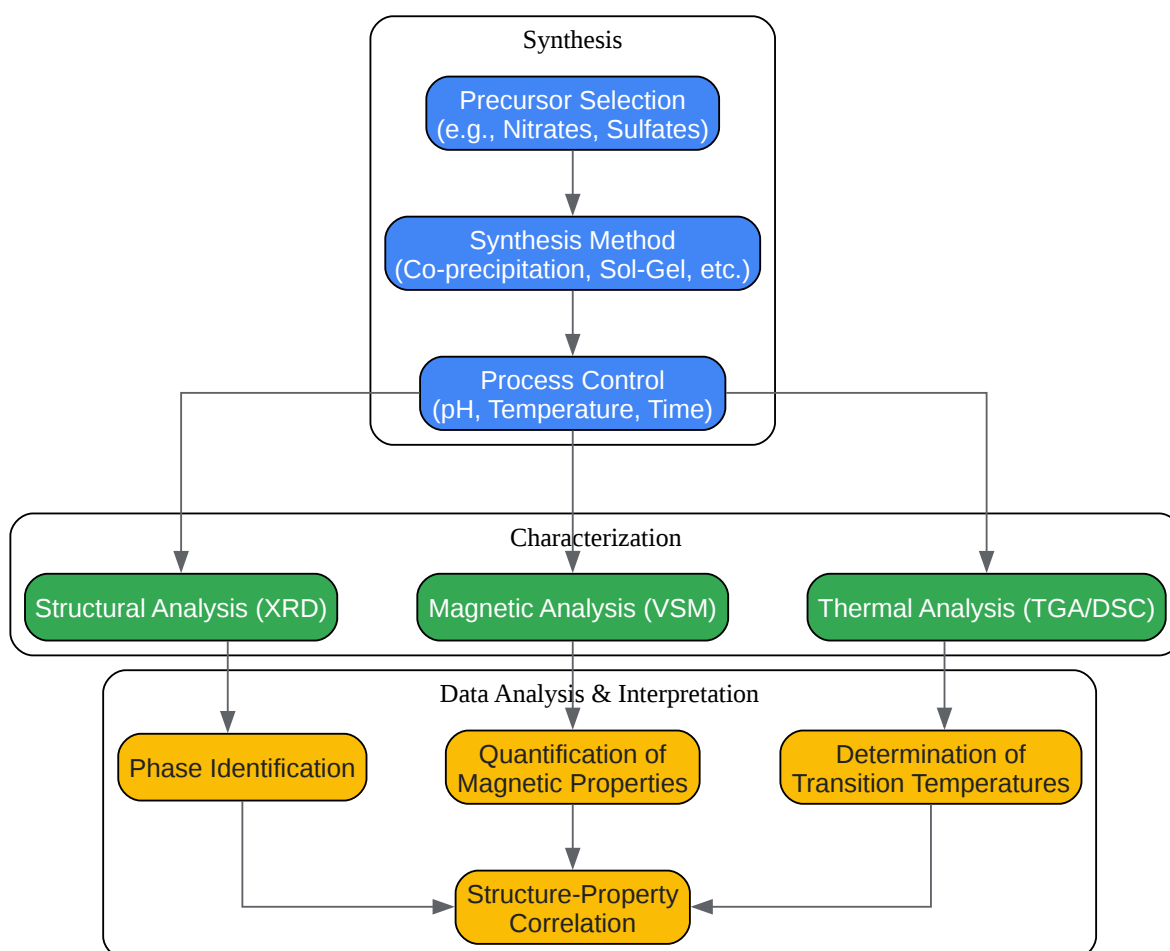 Synthesis
Precursor Selection
(e.g., Nitrates, Sulfates)
Synthesis Method
(Co-precipitation, Sol-Gel, etc.)
Process Control
(pH, Temperature, Time)
Characterization
Structural Analysis (XRD)
Magnetic Analysis (VSM)
Thermal Analysis (TGA/DSC)
Data Analysis & Interpretation
Phase Identification
Quantification of
Magnetic Properties
Determination of
Transition Temperatures
Structure-Property
Correlation